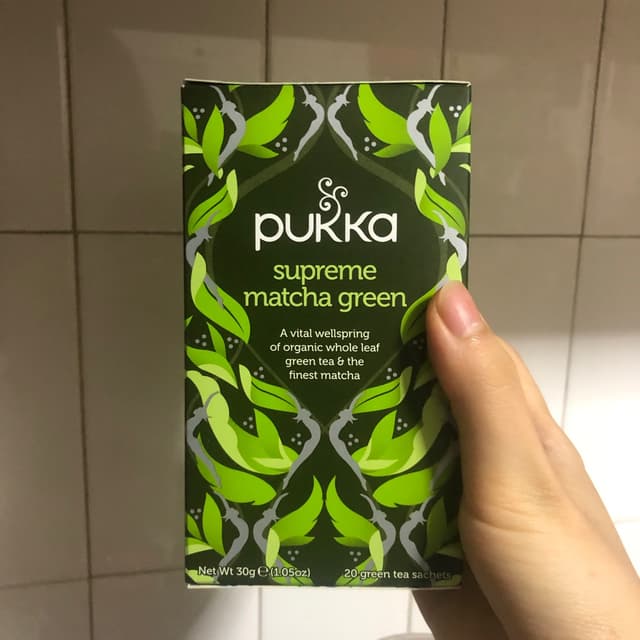 pukka
supreme
matcha green
A vital wellspring
of organic whole leaf
green tea & the
finest matcha
Net Wt 30g ℮ (1.05oz) 20 green tea sachets